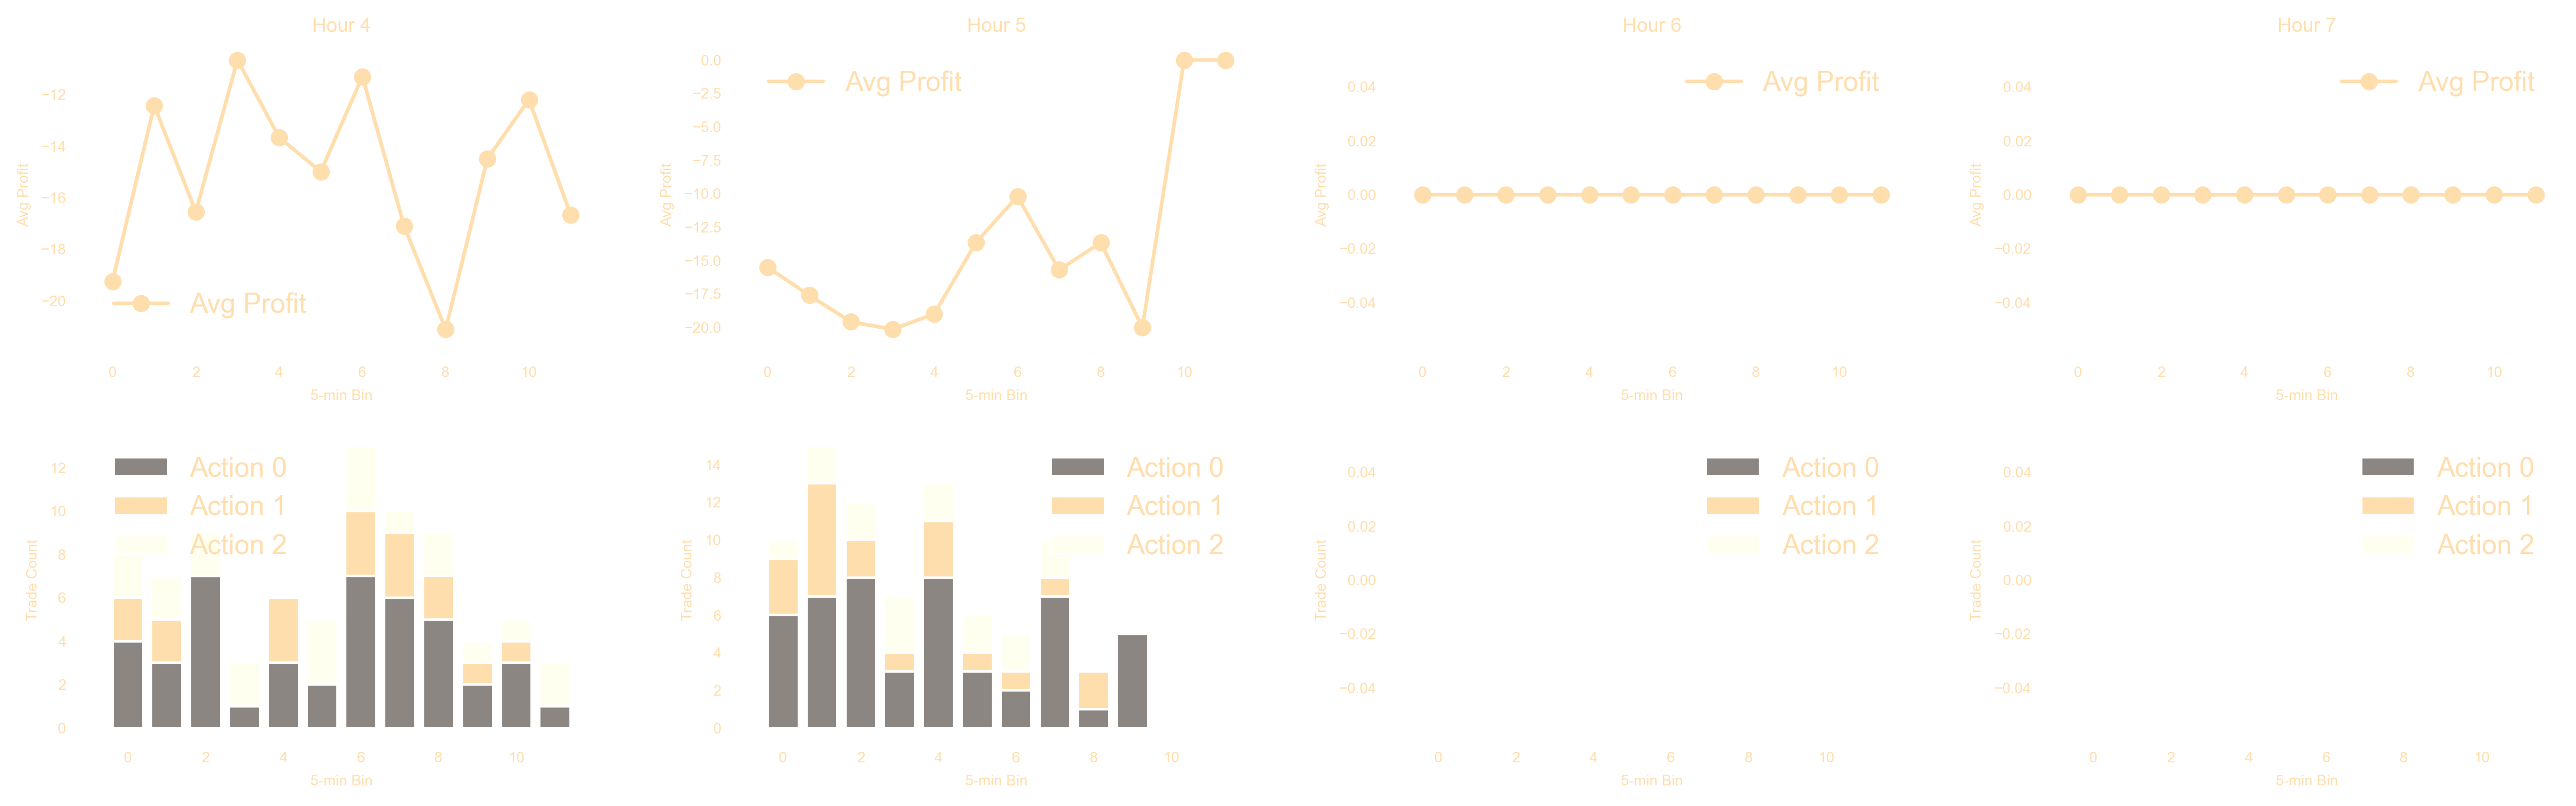 Hour 4
Avg Profit
−12
−14
−16
−18
−20
Avg Profit
0 2 4 6 8 10
5-min Bin
Hour 5
Avg Profit
0.0
−2.5
−5.0
−7.5
−10.0
−12.5
−15.0
−17.5
−20.0
Avg Profit
0 2 4 6 8 10
5-min Bin
Hour 6
Avg Profit
0.04
0.02
0.00
−0.02
−0.04
Avg Profit
0 2 4 6 8 10
5-min Bin
Hour 7
Avg Profit
0.04
0.02
0.00
−0.02
−0.04
Avg Profit
0 2 4 6 8 10
5-min Bin
Trade Count
12
10
8
6
4
2
0
Action 0
Action 1
Action 2
0 2 4 6 8 10
5-min Bin
Trade Count
14
12
10
8
6
4
2
0
Action 0
Action 1
Action 2
0 2 4 6 8 10
5-min Bin
Trade Count
0.04
0.02
0.00
−0.02
−0.04
Action 0
Action 1
Action 2
0 2 4 6 8 10
5-min Bin
Trade Count
0.04
0.02
0.00
−0.02
−0.04
Action 0
Action 1
Action 2
0 2 4 6 8 10
5-min Bin